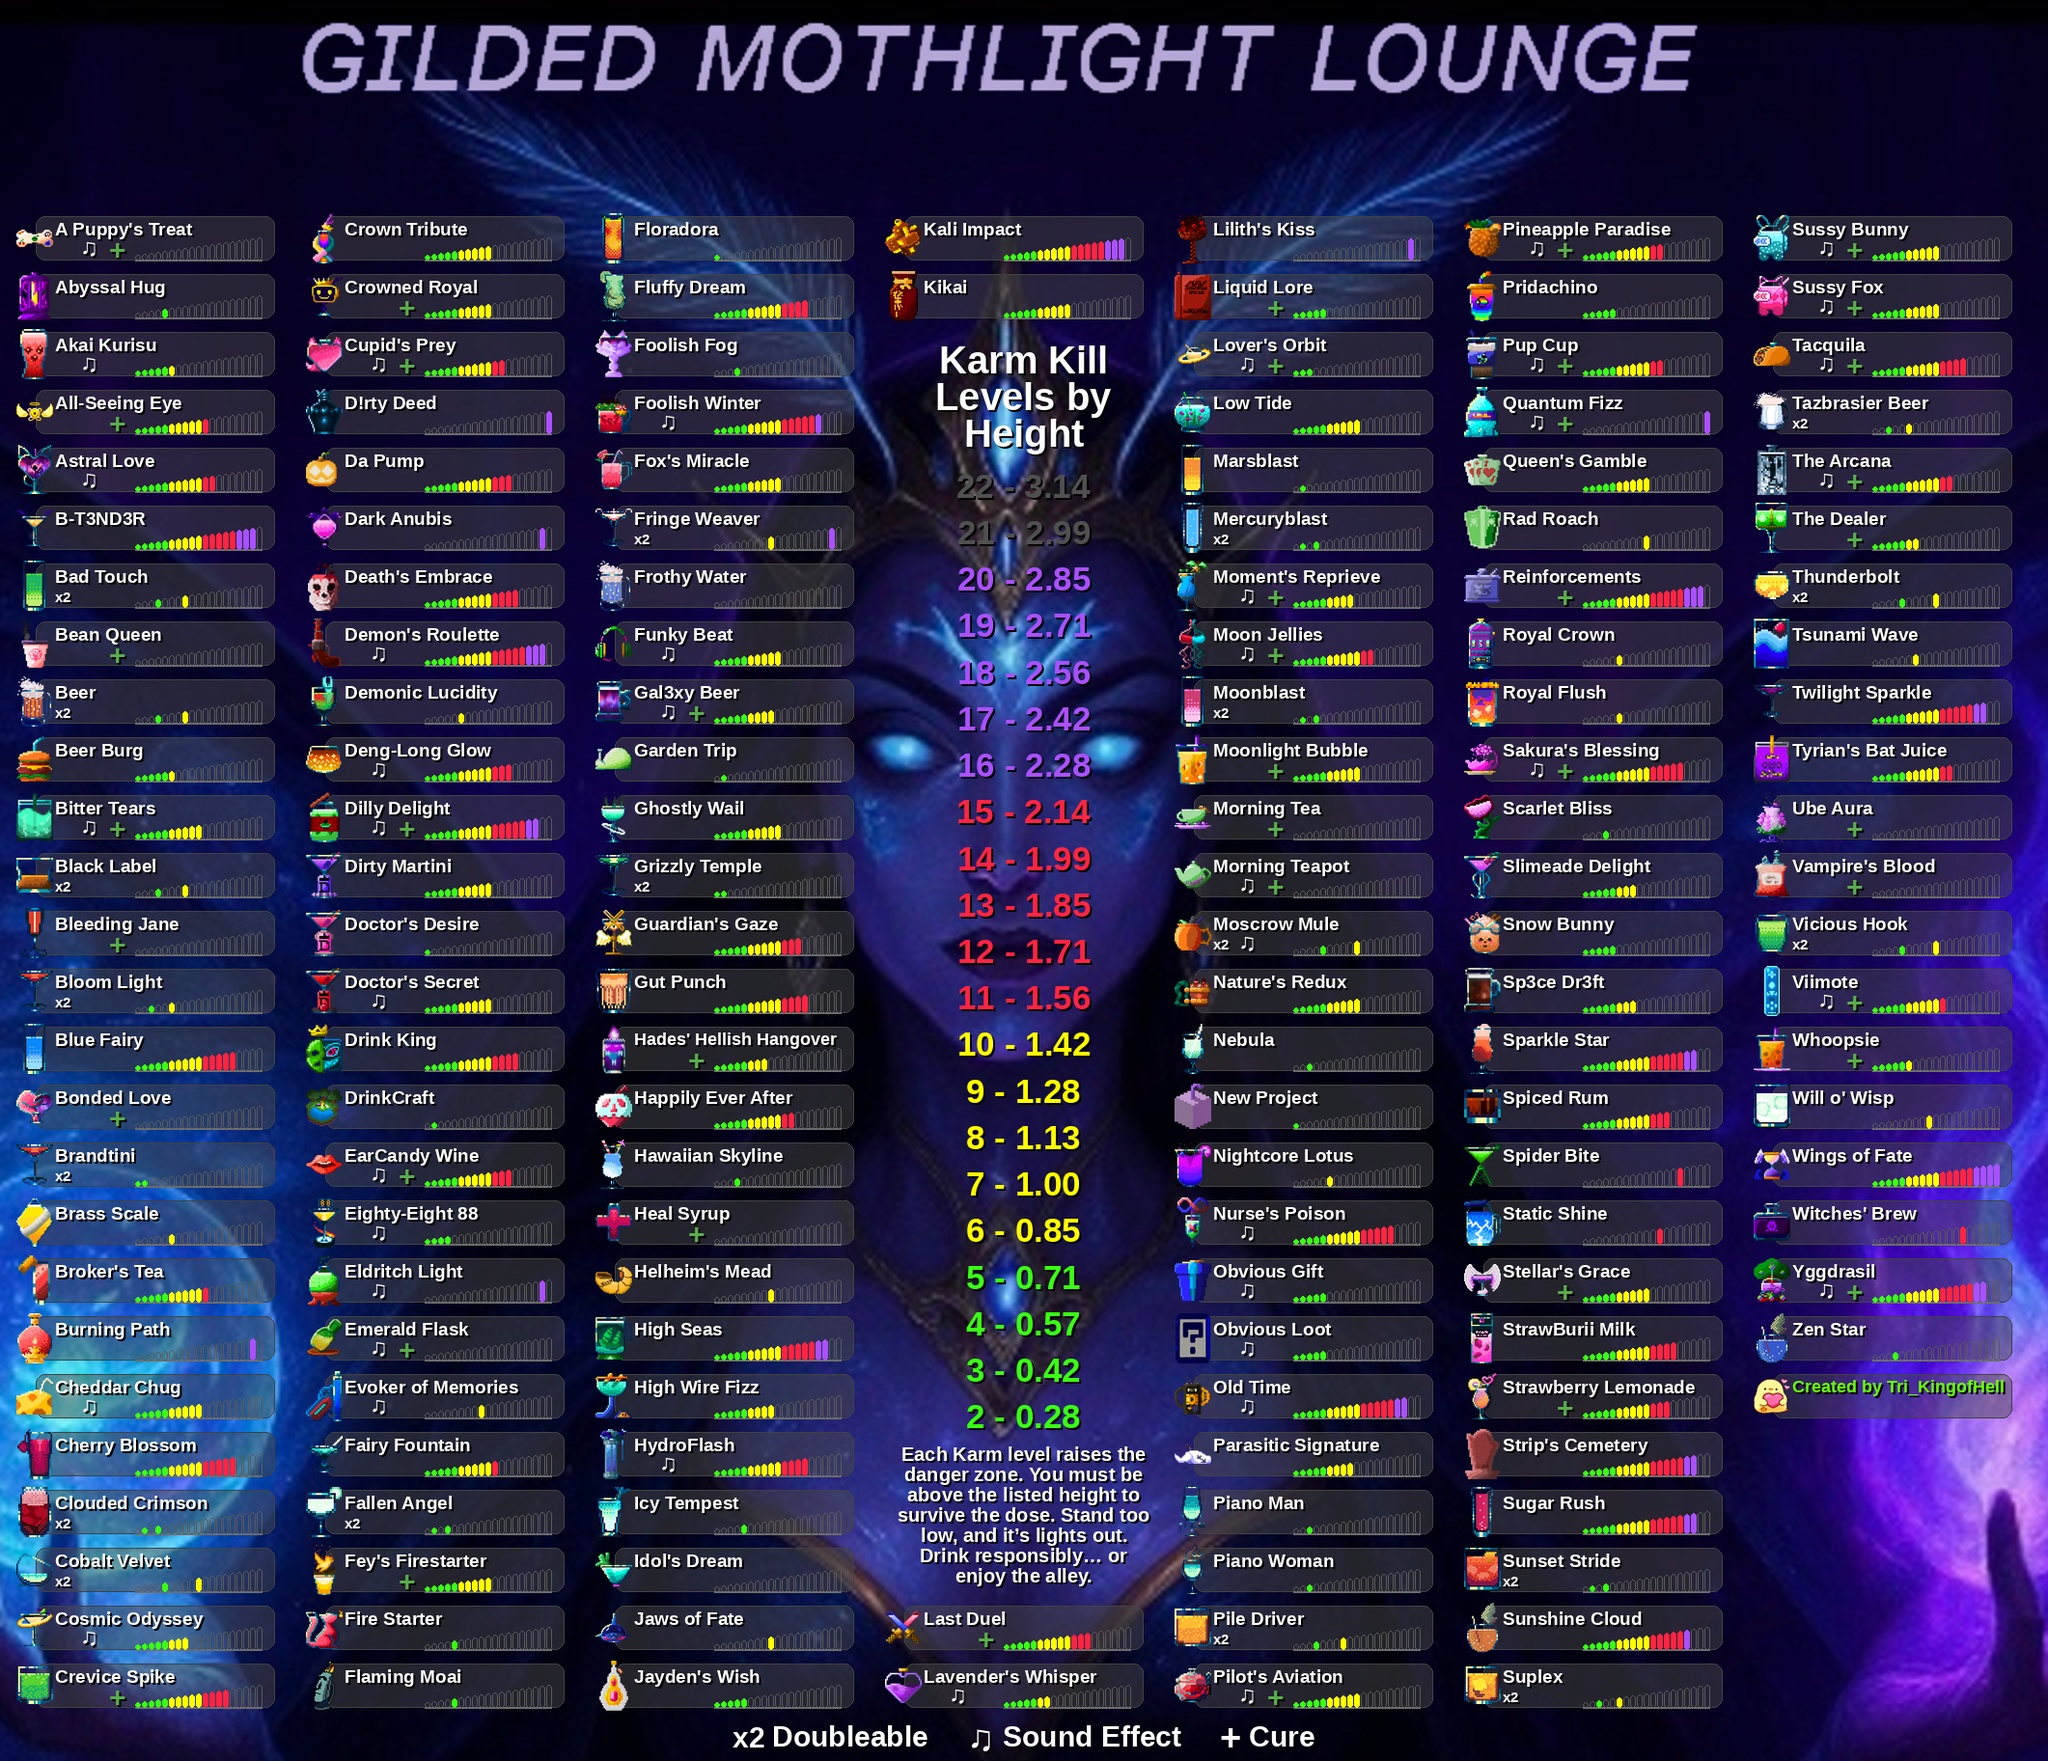 GILDED MOTHLIGHT LOUNGE
A Puppy's Treat
♫ +
Abyssal Hug
Akai Kurisu
♫
All-Seeing Eye
+
Astral Love
♫
B-T3ND3R
Bad Touch
x2
Bean Queen
+
Beer
x2
Beer Burg
Bitter Tears
♫ +
Black Label
x2
Bleeding Jane
+
Bloom Light
x2
Blue Fairy
Bonded Love
+
Brandtini
x2
Brass Scale
Broker's Tea
Burning Path
Cheddar Chug
♫
Cherry Blossom
Clouded Crimson
x2
Cobalt Velvet
x2
Cosmic Odyssey
♫
Crevice Spike
+
Crown Tribute
Crowned Royal
+
Cupid's Prey
♫ +
D!rty Deed
Da Pump
Dark Anubis
Death's Embrace
Demon's Roulette
♫
Demonic Lucidity
Deng-Long Glow
♫
Dilly Delight
♫ +
Dirty Martini
Doctor's Desire
Doctor's Secret
♫
Drink King
DrinkCraft
EarCandy Wine
♫ +
Eighty-Eight 88
♫
Eldritch Light
♫
Emerald Flask
♫ +
Evoker of Memories
♫
Fairy Fountain
Fallen Angel
x2
Fey's Firestarter
+
Fire Starter
Flaming Moai
Floradora
Fluffy Dream
Foolish Fog
Foolish Winter
♫
Fox's Miracle
Fringe Weaver
x2
Frothy Water
Funky Beat
♫
Gal3xy Beer
♫ +
Garden Trip
Ghostly Wail
Grizzly Temple
x2
Guardian's Gaze
Gut Punch
Hades' Hellish Hangover
+
Happily Ever After
Hawaiian Skyline
Heal Syrup
+
Helheim's Mead
High Seas
High Wire Fizz
HydroFlash
♫
Icy Tempest
Idol's Dream
Jaws of Fate
Jayden's Wish
Kali Impact
Kikai
Karm Kill
Levels by
Height
22 - 3.14
21 - 2.99
20 - 2.85
19 - 2.71
18 - 2.56
17 - 2.42
16 - 2.28
15 - 2.14
14 - 1.99
13 - 1.85
12 - 1.71
11 - 1.56
10 - 1.42
9 - 1.28
8 - 1.13
7 - 1.00
6 - 0.85
5 - 0.71
4 - 0.57
3 - 0.42
2 - 0.28
Each Karm level raises the
danger zone. You must be
above the listed height to
survive the dose. Stand too
low, and it’s lights out.
Drink responsibly… or
enjoy the alley.
Last Duel
+
Lavender's Whisper
♫
Lilith's Kiss
Liquid Lore
+
Lover's Orbit
♫ +
Low Tide
Marsblast
Mercuryblast
x2
Moment's Reprieve
♫ +
Moon Jellies
♫ +
Moonblast
x2
Moonlight Bubble
+
Morning Tea
+
Morning Teapot
♫ +
Moscrow Mule
x2 ♫
Nature's Redux
Nebula
New Project
Nightcore Lotus
Nurse's Poison
♫
Obvious Gift
♫
Obvious Loot
♫
Old Time
♫
Parasitic Signature
Piano Man
Piano Woman
Pile Driver
x2
Pilot's Aviation
♫ +
Pineapple Paradise
♫ +
Pridachino
Pup Cup
♫ +
Quantum Fizz
♫ +
Queen's Gamble
Rad Roach
Reinforcements
+
Royal Crown
Royal Flush
Sakura's Blessing
♫ +
Scarlet Bliss
Slimeade Delight
Snow Bunny
Sp3ce Dr3ft
Sparkle Star
Spiced Rum
Spider Bite
Static Shine
Stellar's Grace
+
StrawBurii Milk
Strawberry Lemonade
+
Strip's Cemetery
Sugar Rush
Sunset Stride
x2
Sunshine Cloud
Suplex
x2
Sussy Bunny
♫ +
Sussy Fox
♫ +
Tacquila
♫ +
Tazbrasier Beer
x2
The Arcana
♫ +
The Dealer
+
Thunderbolt
x2
Tsunami Wave
Twilight Sparkle
Tyrian's Bat Juice
Ube Aura
+
Vampire's Blood
+
Vicious Hook
x2
Viimote
♫ +
Whoopsie
+
Will o' Wisp
Wings of Fate
Witches' Brew
Yggdrasil
♫ +
Zen Star
Created by Tri_KingofHell
x2 Doubleable ♫ Sound Effect + Cure